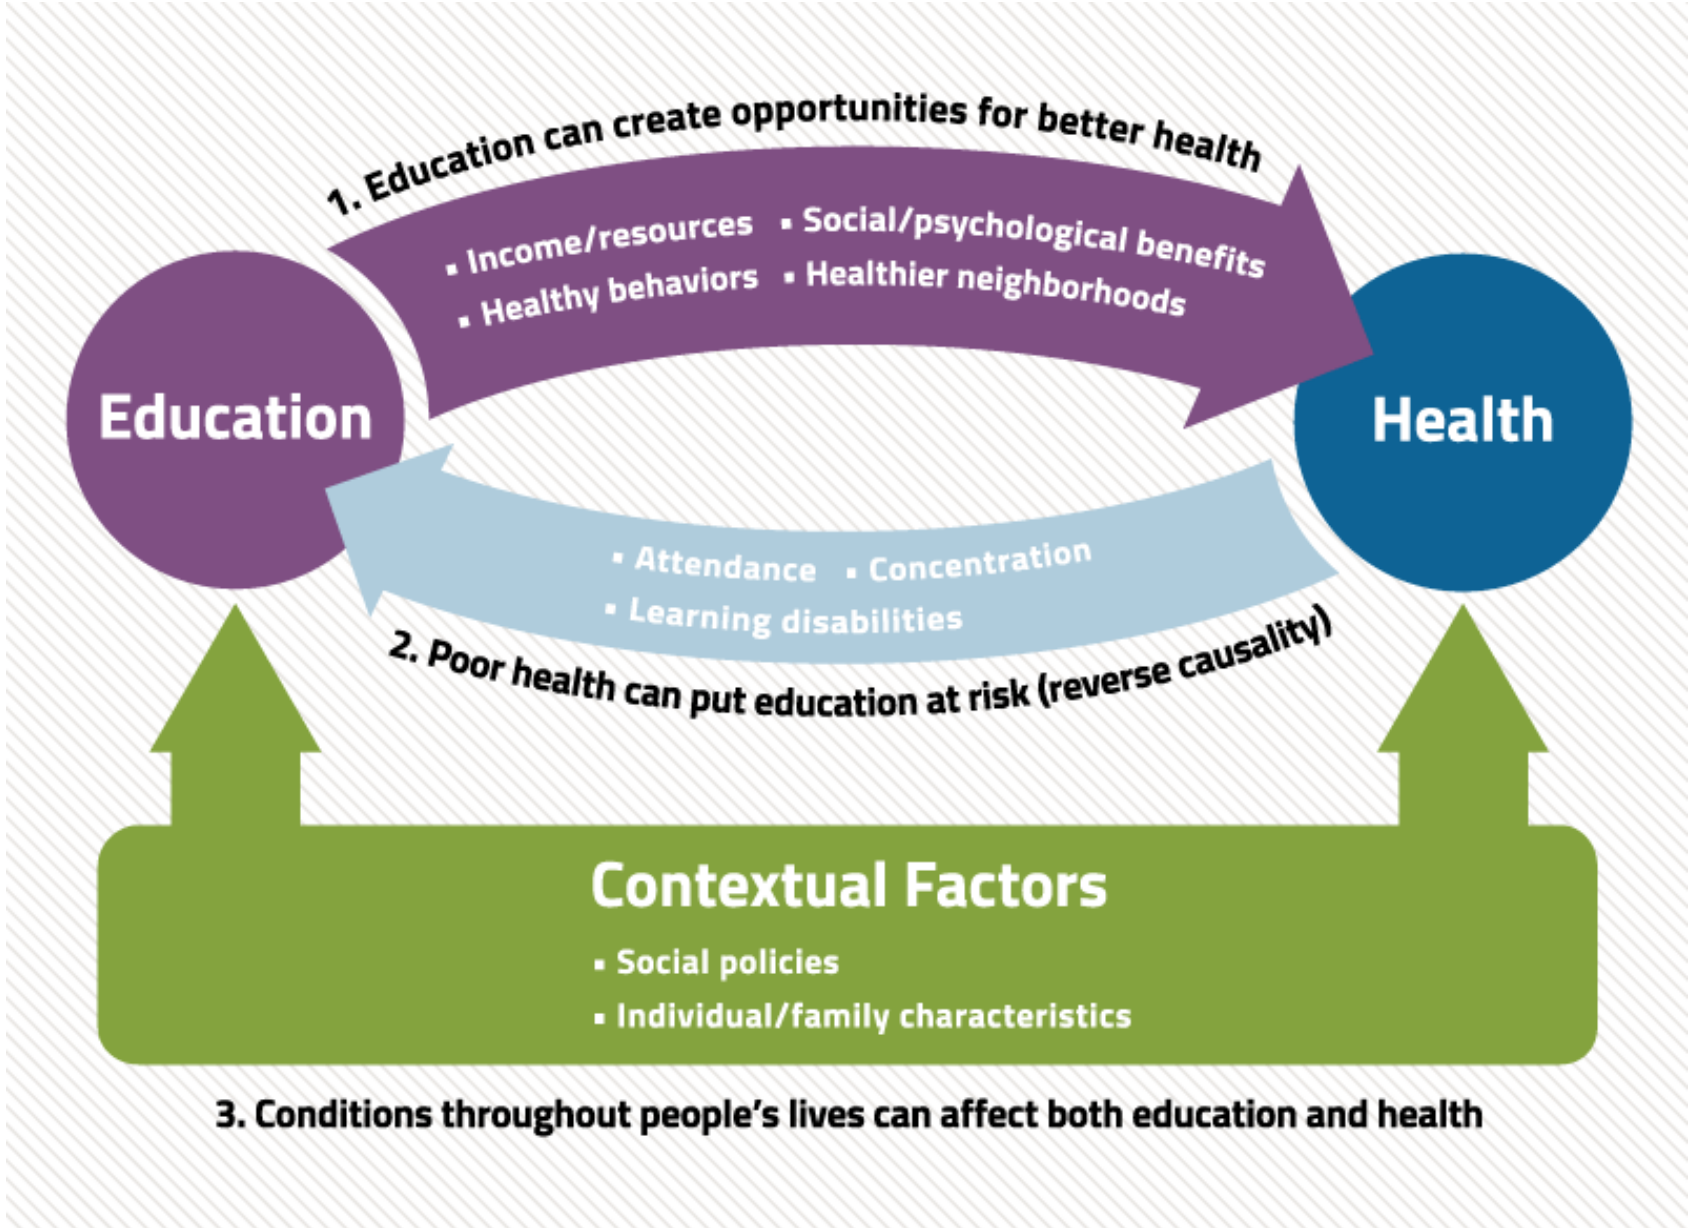 1. Education can create opportunities for better health
▪ Income/resources ▪ Social/psychological benefits
▪ Healthy behaviors ▪ Healthier neighborhoods
Education
Health
▪ Attendance ▪ Concentration
▪ Learning disabilities
2. Poor health can put education at risk (reverse causality)
Contextual Factors
▪ Social policies
▪ Individual/family characteristics
3. Conditions throughout people’s lives can affect both education and health